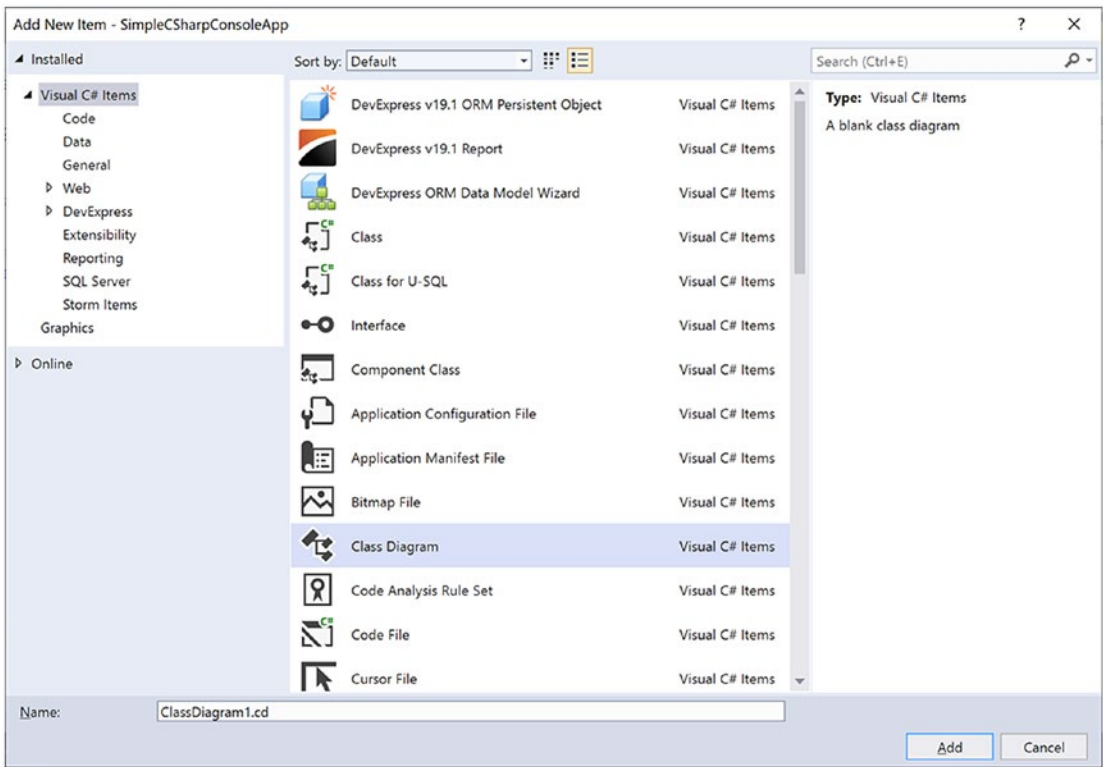 Add New Item - SimpleCSharpConsoleApp
? ×
Installed
Sort by: Default
Search (Ctrl+E)
Visual C# Items
Code
Data
General
Web
DevExpress
Extensibility
Reporting
SQL Server
Storm Items
Graphics
Online
DevExpress v19.1 ORM Persistent Object Visual C# Items
DevExpress v19.1 Report Visual C# Items
DevExpress ORM Data Model Wizard Visual C# Items
C#
Class Visual C# Items
C#
Class for U-SQL Visual C# Items
Interface Visual C# Items
Component Class Visual C# Items
Application Configuration File Visual C# Items
Application Manifest File Visual C# Items
Bitmap File Visual C# Items
Class Diagram Visual C# Items
Code Analysis Rule Set Visual C# Items
C#
Code File Visual C# Items
Cursor File Visual C# Items
Type: Visual C# Items
A blank class diagram
Name: ClassDiagram1.cd
Add Cancel